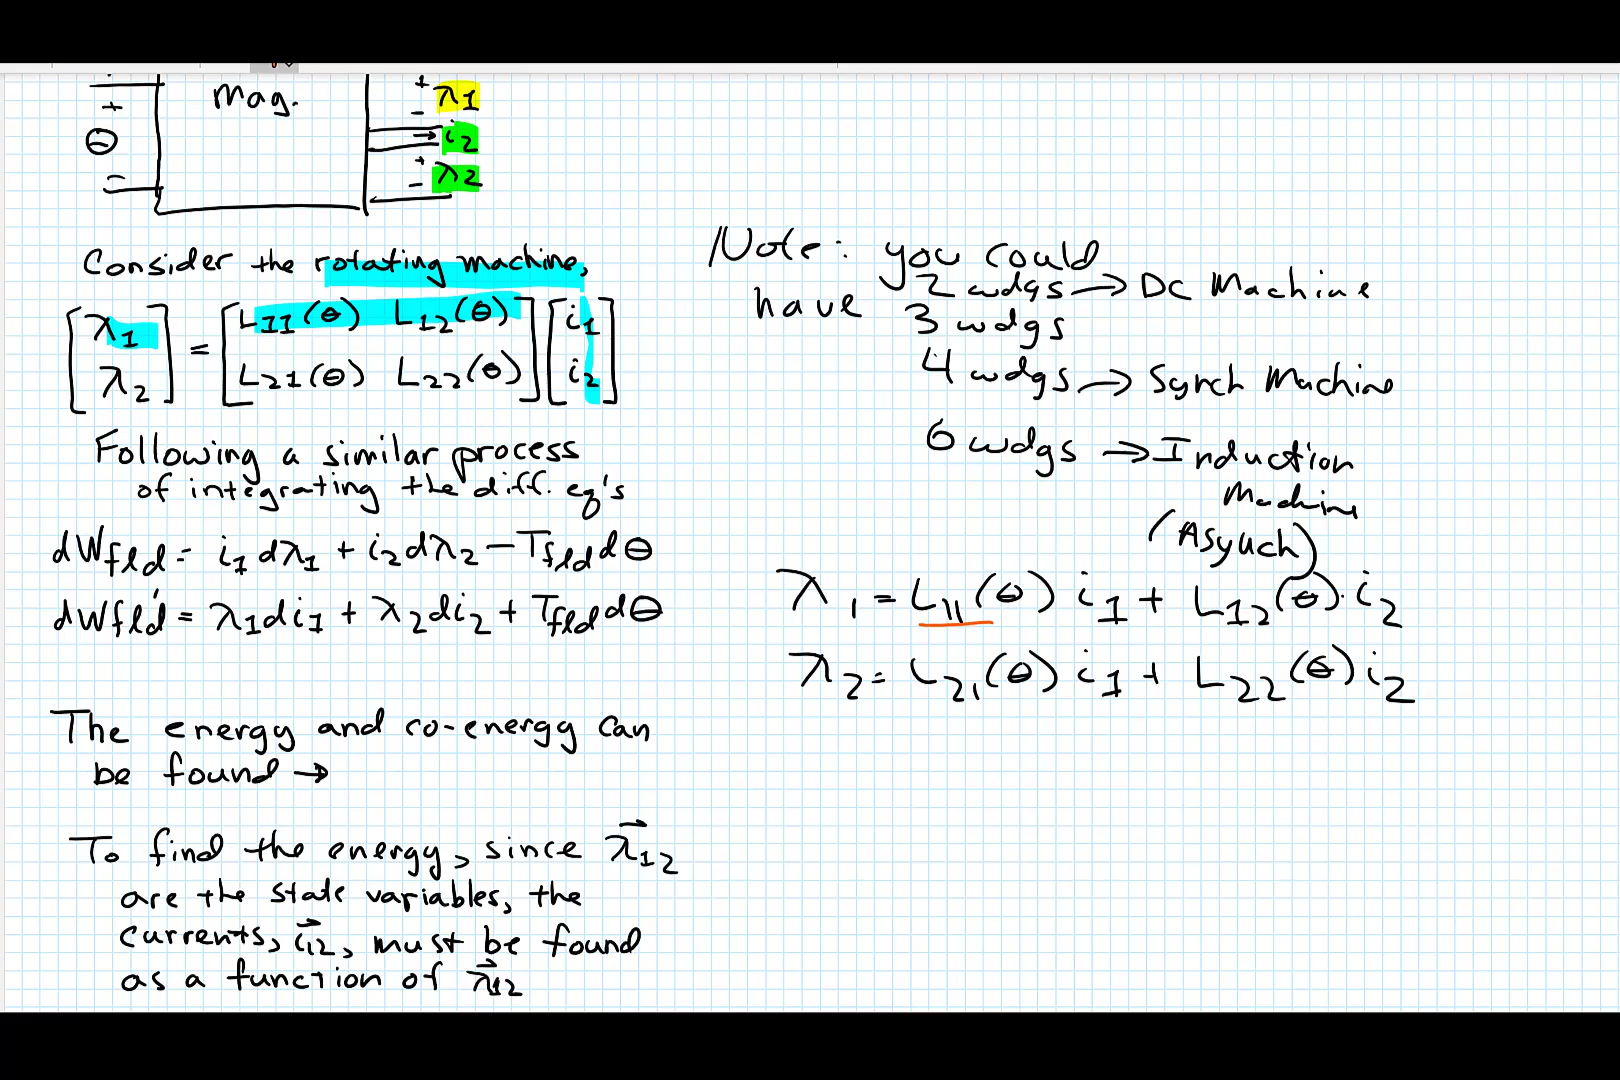 Mag.
+ λ1
+
- 
i2
Θ
+
- λ2
-
Consider the rotating machine,
[λ1 λ2] = [L11(θ) L12(θ) L21(θ) L22(θ)] [i1 i2]
Following a similar process
of integrating the diff. eq's
dWfld = i1dλ1 + i2dλ2 - Tfld dθ
dWfld' = λ1di1 + λ2di2 + Tfld dθ
The energy and co-energy can
be found →
To find the energy, since λ⃗12
are the state variables, the
currents, i⃗12, must be found
as a function of λ⃗12
Note: you could
have 2 wdgs → DC Machine
3 wdgs
4 wdgs → Synch Machine
6 wdgs → Induction
Machine
(Asynch)
λ1 = L11(θ) i1 + L12(θ)·i2
λ2 = L21(θ) i1 + L22(θ) i2